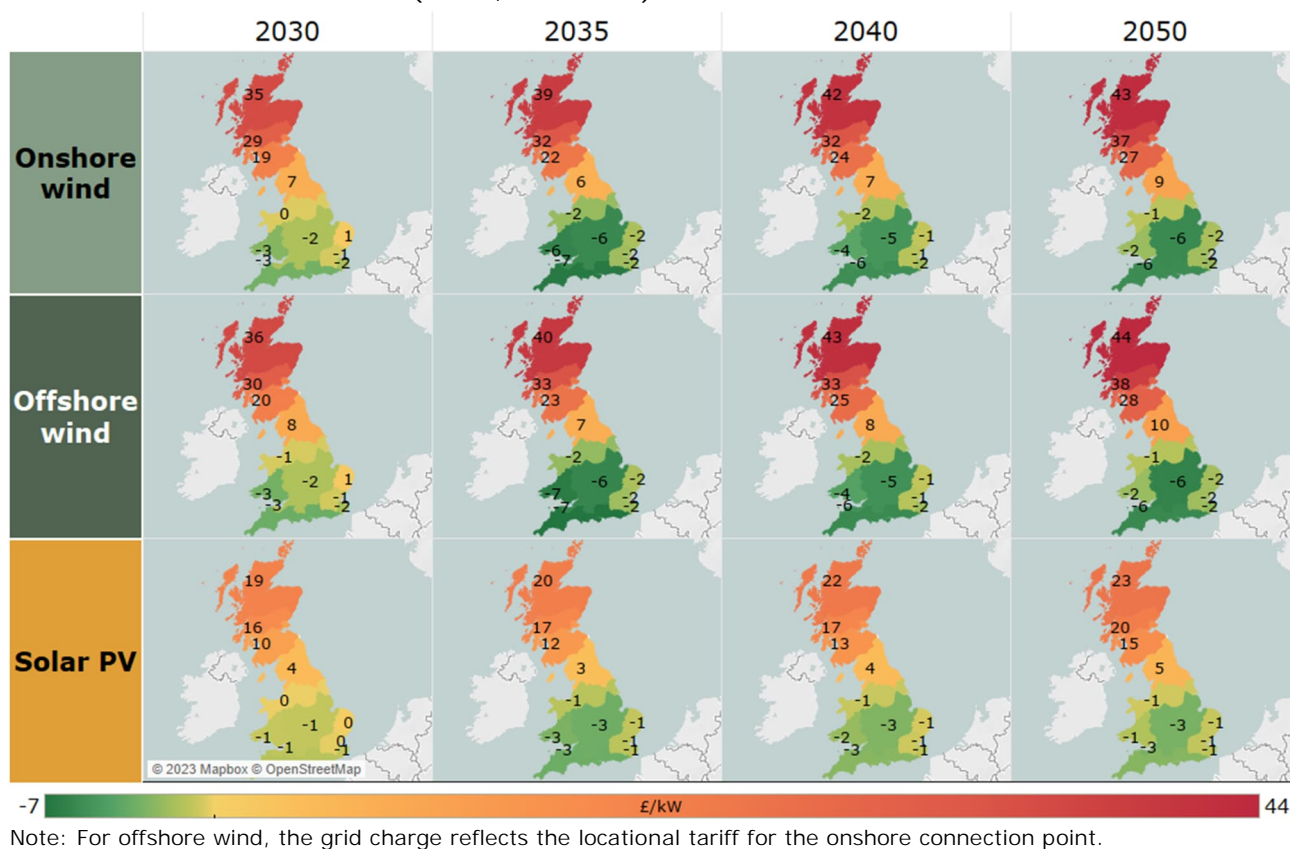 2030 2035 2040 2050
Onshore wind
35 29 19 7 0 -2 1 -3 -1 -3 -2
39 32 22 6 -2 -6 -2 -6 -2 -7 -2
42 32 24 7 -2 -5 -1 -4 -1 -6 -2
43 37 27 9 -1 -6 -2 -2 -2 -6 -2
Offshore wind
36 30 20 8 -1 -2 1 -3 -1 -3 -2
40 33 23 7 -2 -6 -2 -7 -2 -7 -2
43 33 25 8 -2 -5 -1 -4 -1 -6 -2
44 38 28 10 -1 -6 -2 -2 -2 -6 -2
Solar PV
19 16 10 4 0 -1 0 -1 0 -1 -1
20 17 12 3 -1 -3 -1 -3 -1 -3
22 17 13 4 -1 -3 -1 -2 -1 -3
23 20 15 5 -1 -3 -1 -1 -1 -3
© 2023 Mapbox © OpenStreetMap
-7 £/kW 44
Note: For offshore wind, the grid charge reflects the locational tariff for the onshore connection point.